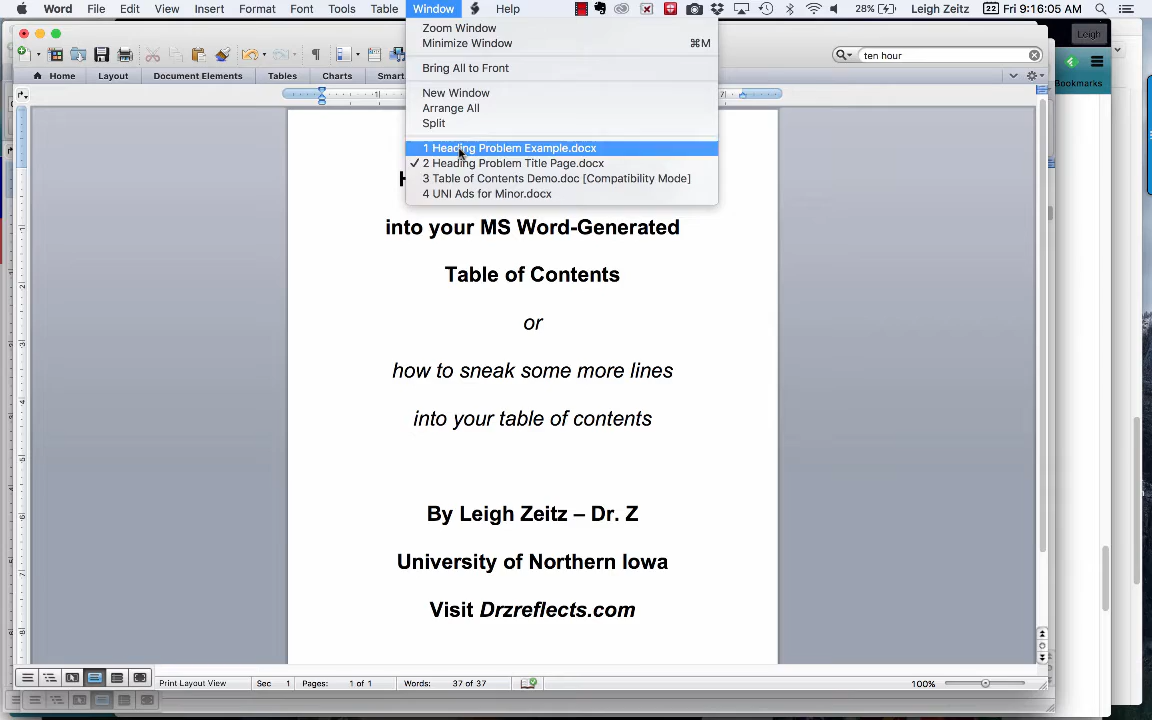 Word File Edit View Insert Format Font Tools Table Window Help 28% Leigh Zeitz 22 Fri 9:16:05 AM
Zoom Window
Leigh
Minimize Window ⌘M
ten hour
Bring All to Front
Home Layout Document Elements Tables Charts Smart
Bookmarks
New Window
Arrange All
Split
1 Heading Problem Example.docx
✓ 2 Heading Problem Title Page.docx
3 Table of Contents Demo.doc [Compatibility Mode]
4 UNI Ads for Minor.docx
into your MS Word-Generated
Table of Contents
or
how to sneak some more lines
into your table of contents
By Leigh Zeitz – Dr. Z
University of Northern Iowa
Visit Drzreflects.com
Print Layout View Sec 1 Pages: 1 of 1 Words: 37 of 37 100%